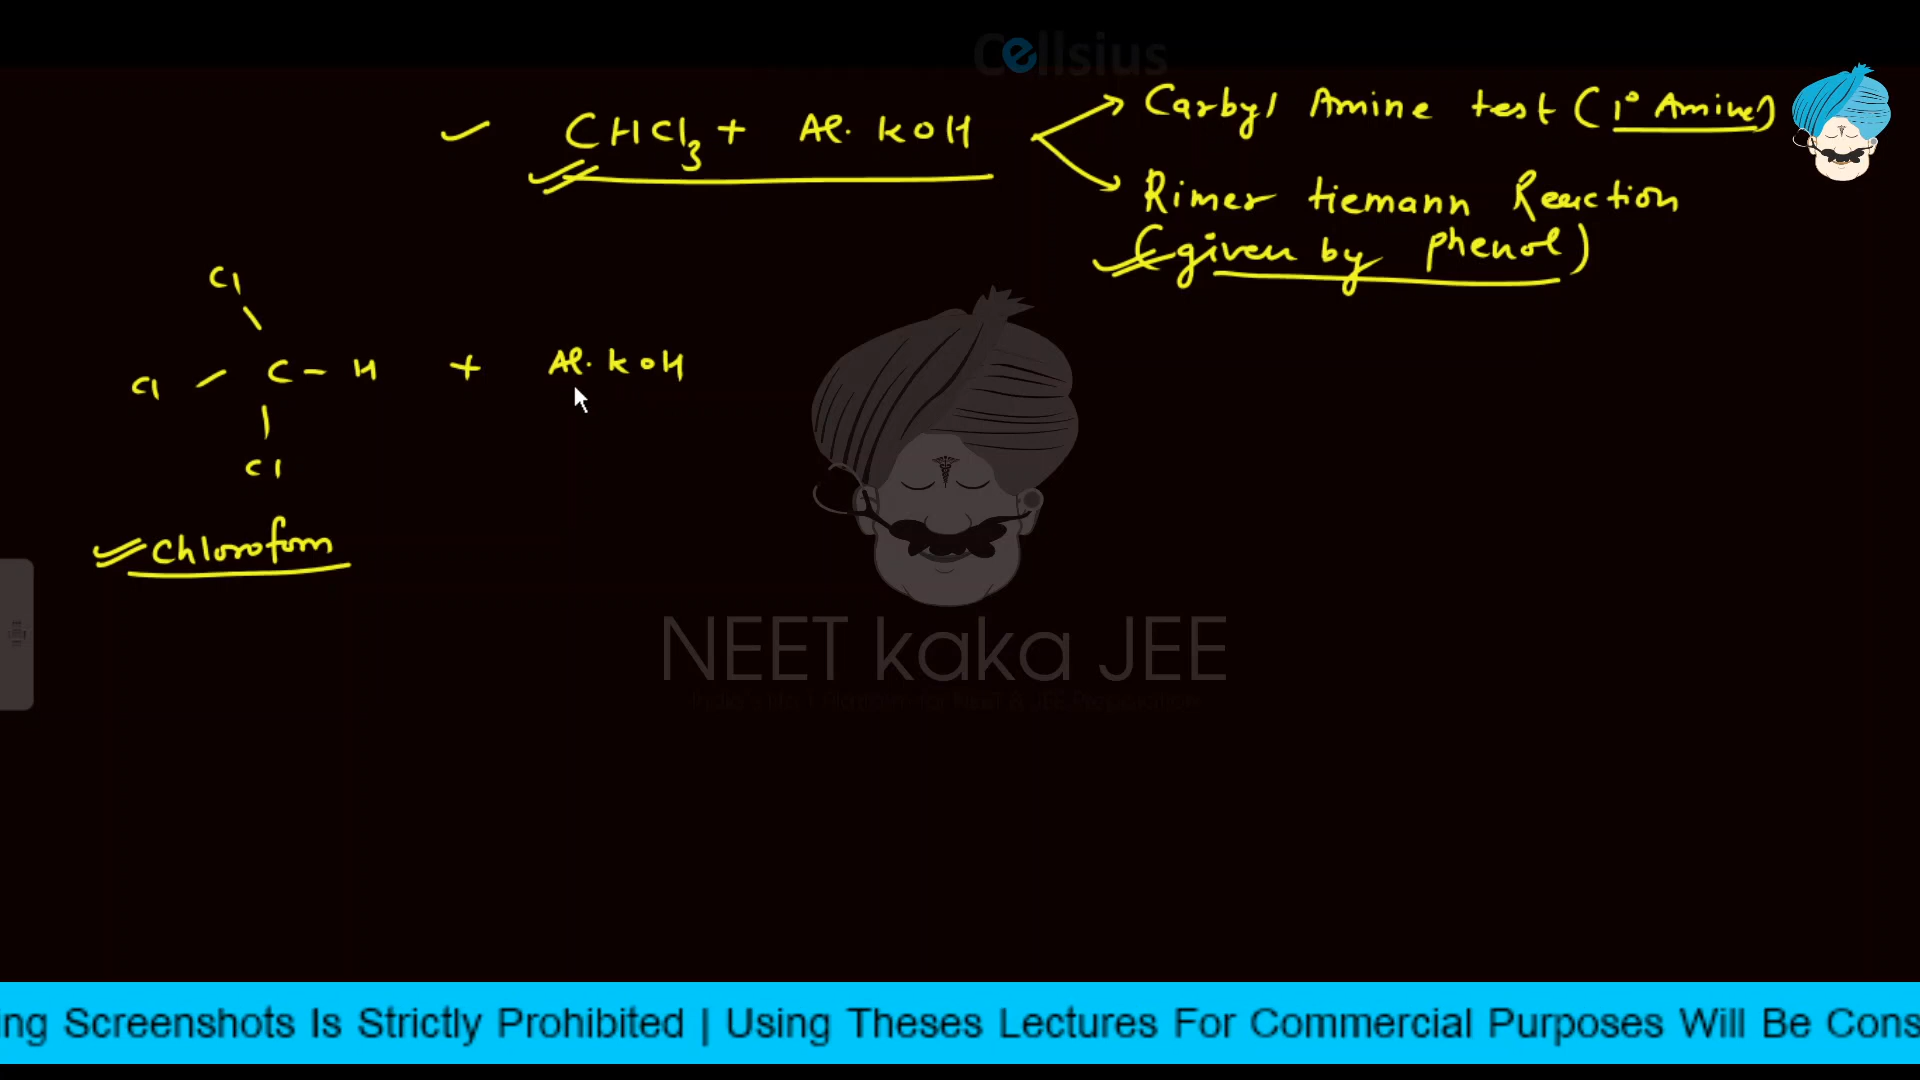 Cellsius
CHCl3 + Al. KOH
Carbyl Amine test (1° Amine)
Rimer tiemann Reaction
(given by phenol)
Cl
Cl - C - H + Al. KOH
Cl
Chloroform
NEET kaka JEE
ing Screenshots Is Strictly Prohibited | Using Theses Lectures For Commercial Purposes Will Be Cons